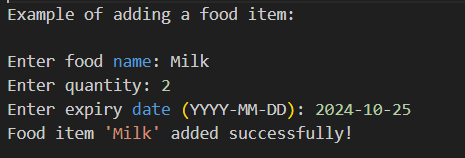 Example of adding a food item:
Enter food name: Milk
Enter quantity: 2
Enter expiry date (YYYY-MM-DD): 2024-10-25
Food item 'Milk' added successfully!